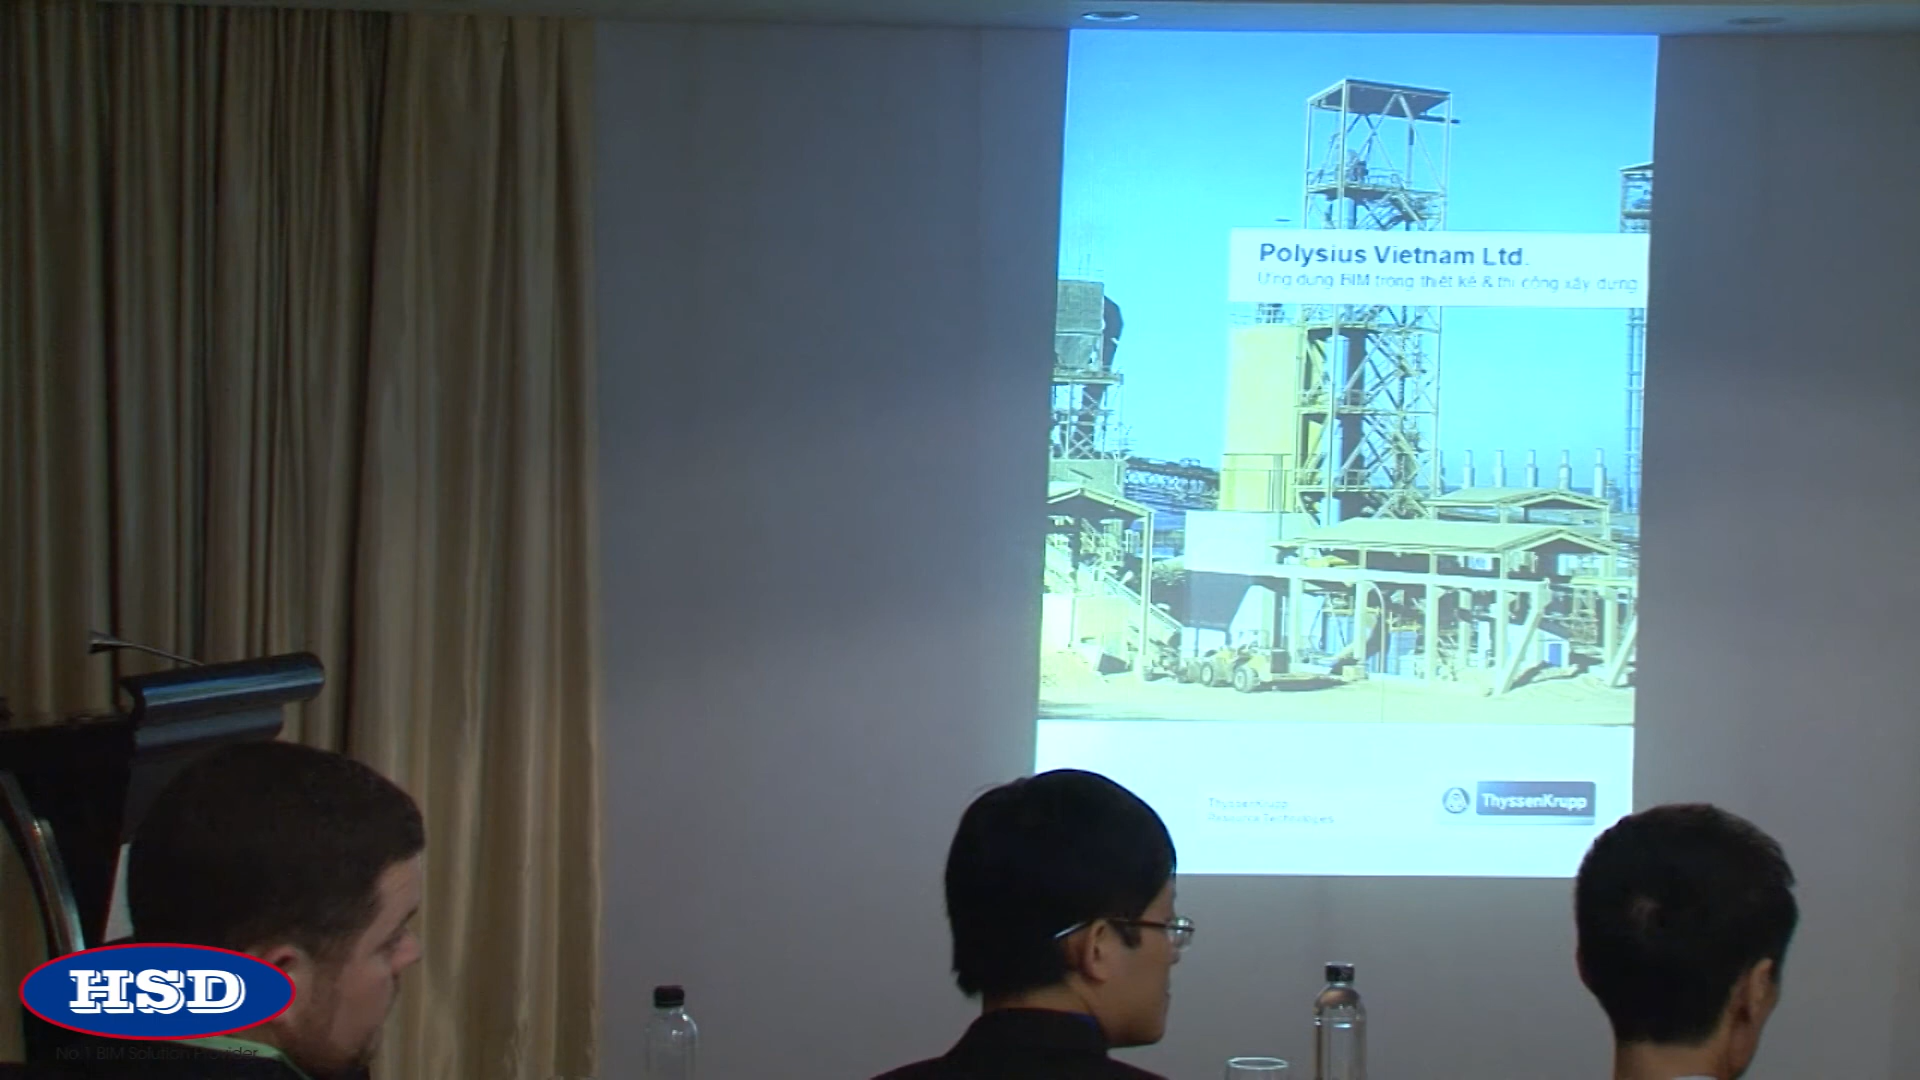 Polysius Vietnam Ltd.
Ứng dụng BIM trong thiết kế & thi công xây dựng
ThyssenKrupp
Resource Technologies
ThyssenKrupp
HSD
No.1 BIM Solution Provider